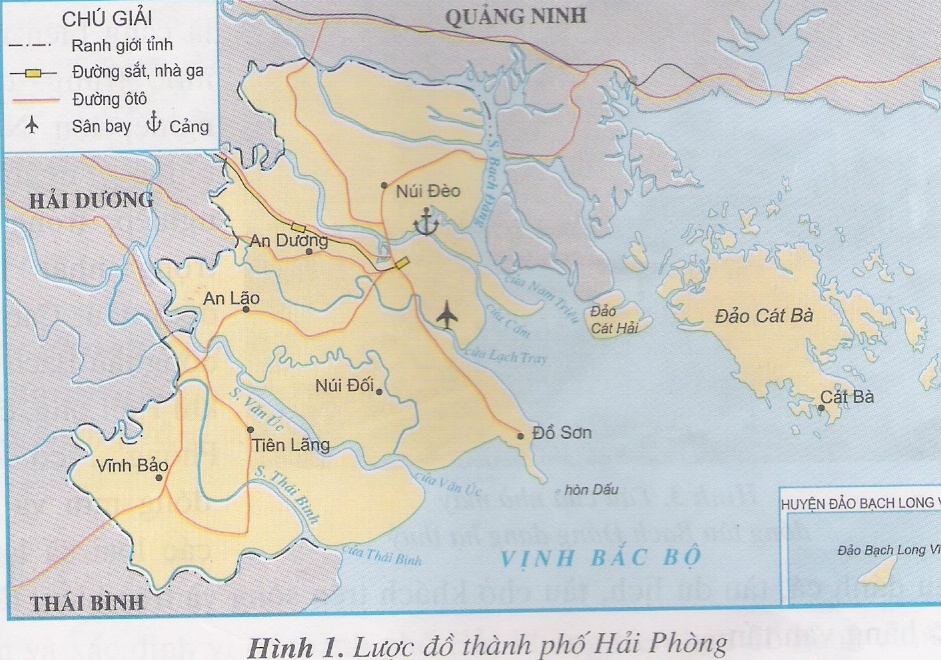 CHÚ GIẢI
Ranh giới tỉnh
Đường sắt, nhà ga
Đường ôtô
Sân bay Cảng
QUẢNG NINH
HẢI DƯƠNG
Núi Đèo
S. Bạch Đằng
An Dương
An Lão
cửa Nam Triệu
cửa Cấm
Đảo
Cát Hải
Đảo Cát Bà
cửa Lạch Tray
Núi Đối
Cát Bà
S. Văn Úc
Tiên Lãng
Đồ Sơn
Vĩnh Bảo
S. Thái Bình
cửa Văn Úc
hòn Dấu
HUYỆN ĐẢO BẠCH LONG V
Đảo Bạch Long Vĩ
cửa Thái Bình
VỊNH BẮC BỘ
THÁI BÌNH
Hình 1. Lược đồ thành phố Hải Phòng